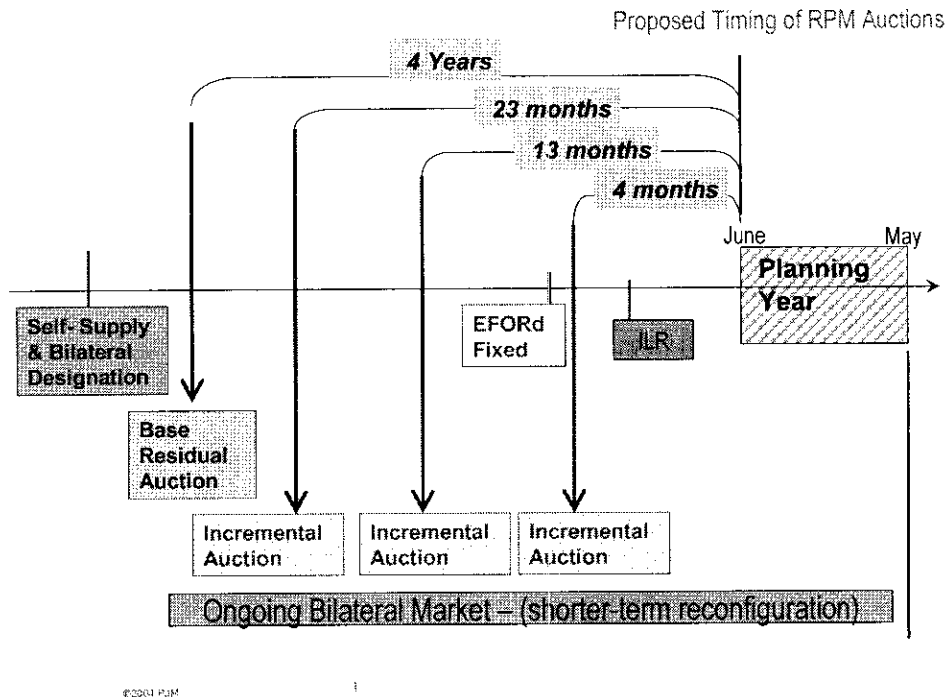 Proposed Timing of RPM Auctions
4 Years
23 months
13 months
4 months
June
May
Planning
Year
Self- Supply
& Bilateral
Designation
EFORd
Fixed
ILR
Base
Residual
Auction
Incremental
Auction
Incremental
Auction
Incremental
Auction
Ongoing Bilateral Market – (shorter-term reconfiguration)
©2004 PJM
1